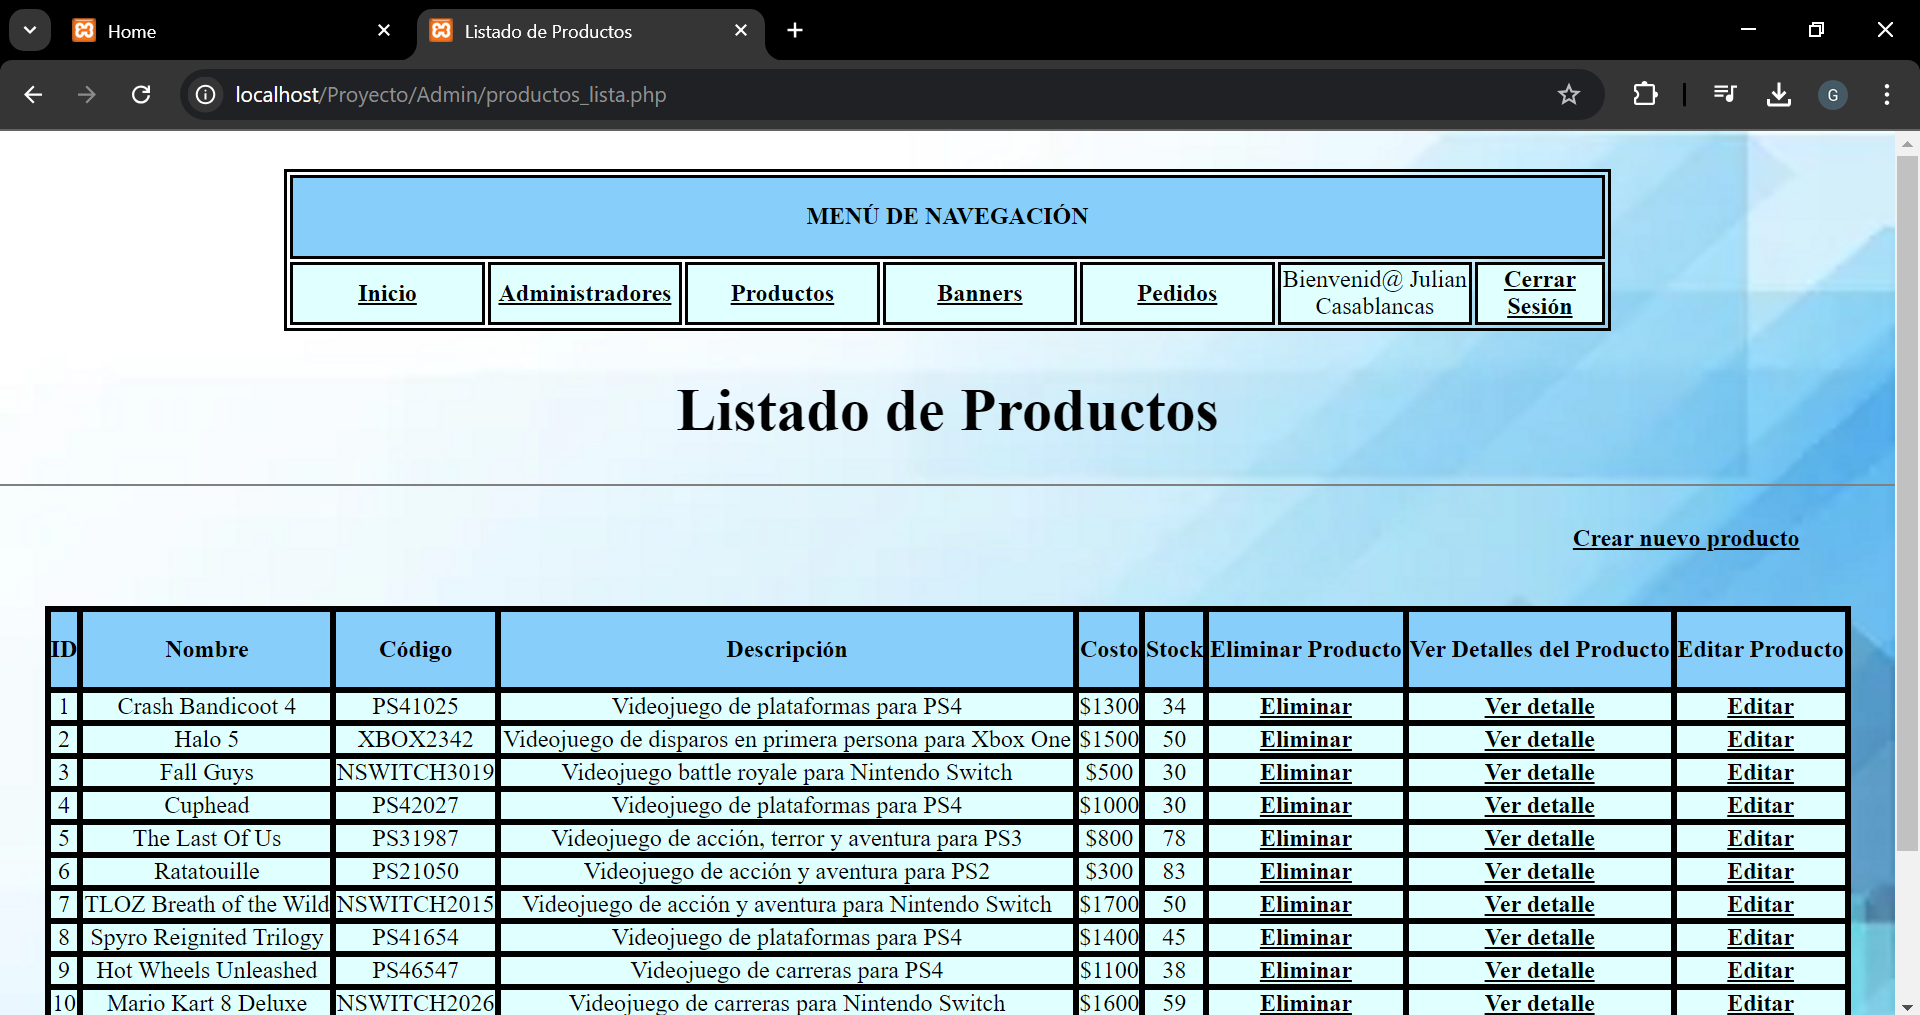 Home
Listado de Productos
localhost/Proyecto/Admin/productos_lista.php
G
MENÚ DE NAVEGACIÓN
Inicio Administradores Productos Banners Pedidos Bienvenid@ Julian Casablancas Cerrar Sesión
Listado de Productos
Crear nuevo producto
ID Nombre Código Descripción Costo Stock Eliminar Producto Ver Detalles del Producto Editar Producto
1 Crash Bandicoot 4 PS41025 Videojuego de plataformas para PS4 $1300 34 Eliminar Ver detalle Editar
2 Halo 5 XBOX2342 Videojuego de disparos en primera persona para Xbox One $1500 50 Eliminar Ver detalle Editar
3 Fall Guys NSWITCH3019 Videojuego battle royale para Nintendo Switch $500 30 Eliminar Ver detalle Editar
4 Cuphead PS42027 Videojuego de plataformas para PS4 $1000 30 Eliminar Ver detalle Editar
5 The Last Of Us PS31987 Videojuego de acción, terror y aventura para PS3 $800 78 Eliminar Ver detalle Editar
6 Ratatouille PS21050 Videojuego de acción y aventura para PS2 $300 83 Eliminar Ver detalle Editar
7 TLOZ Breath of the Wild NSWITCH2015 Videojuego de acción y aventura para Nintendo Switch $1700 50 Eliminar Ver detalle Editar
8 Spyro Reignited Trilogy PS41654 Videojuego de plataformas para PS4 $1400 45 Eliminar Ver detalle Editar
9 Hot Wheels Unleashed PS46547 Videojuego de carreras para PS4 $1100 38 Eliminar Ver detalle Editar
10 Mario Kart 8 Deluxe NSWITCH2026 Videojuego de carreras para Nintendo Switch $1600 59 Eliminar Ver detalle Editar